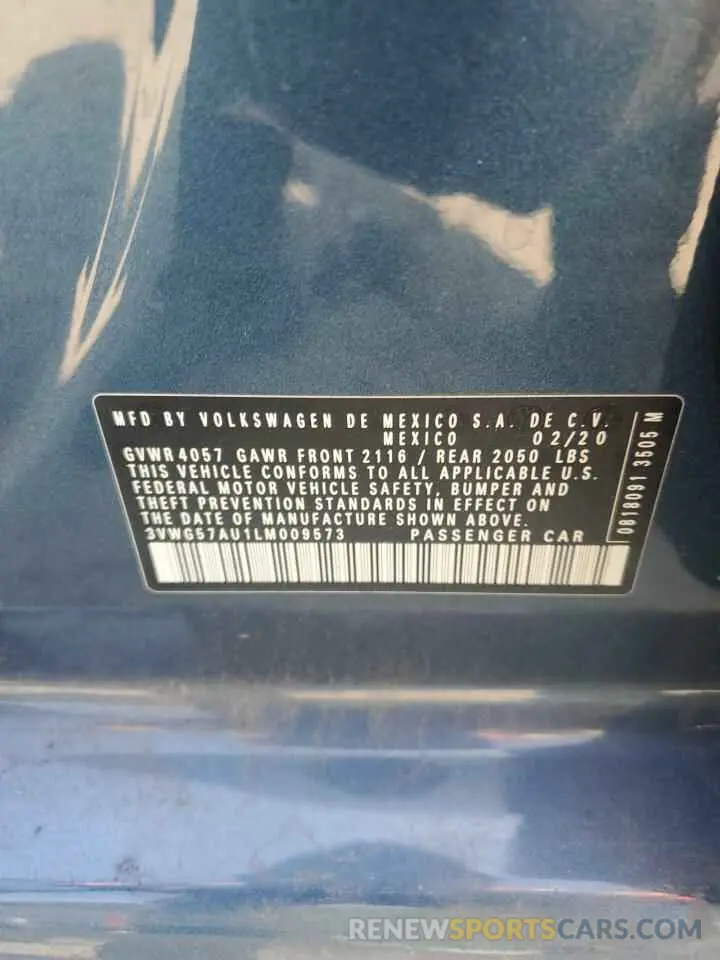 MFD BY VOLKSWAGEN DE MEXICO S.A. DE C.V.
MEXICO 02/20
GVWR 4057 GAWR FRONT 2116 / REAR 2050 LBS
THIS VEHICLE CONFORMS TO ALL APPLICABLE U.S.
FEDERAL MOTOR VEHICLE SAFETY, BUMPER AND
THEFT PREVENTION STANDARDS IN EFFECT ON
THE DATE OF MANUFACTURE SHOWN ABOVE.
3VWG57AU1LM009573 PASSENGER CAR
0818091 3505 M
RENEWSPORTSCARS.COM